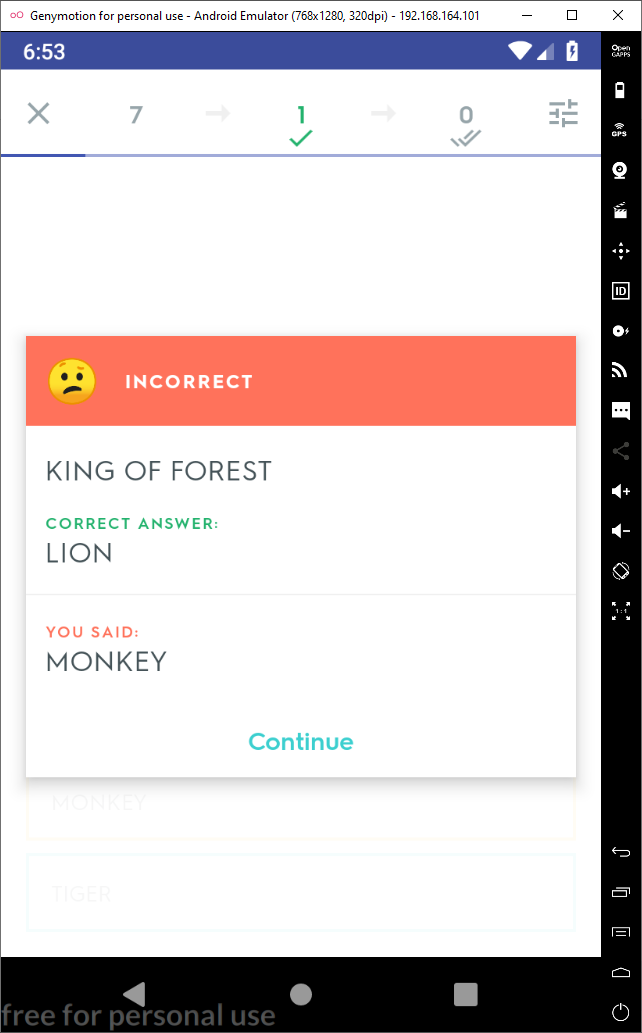 Genymotion for personal use - Android Emulator (768x1280, 320dpi) - 192.168.164.101
6:53
Open
GAPPS
7
1
0
GPS
ID
INCORRECT
KING OF FOREST
CORRECT ANSWER:
LION
1:1
YOU SAID:
MONKEY
Continue
MONKEY
TIGER
free for personal use